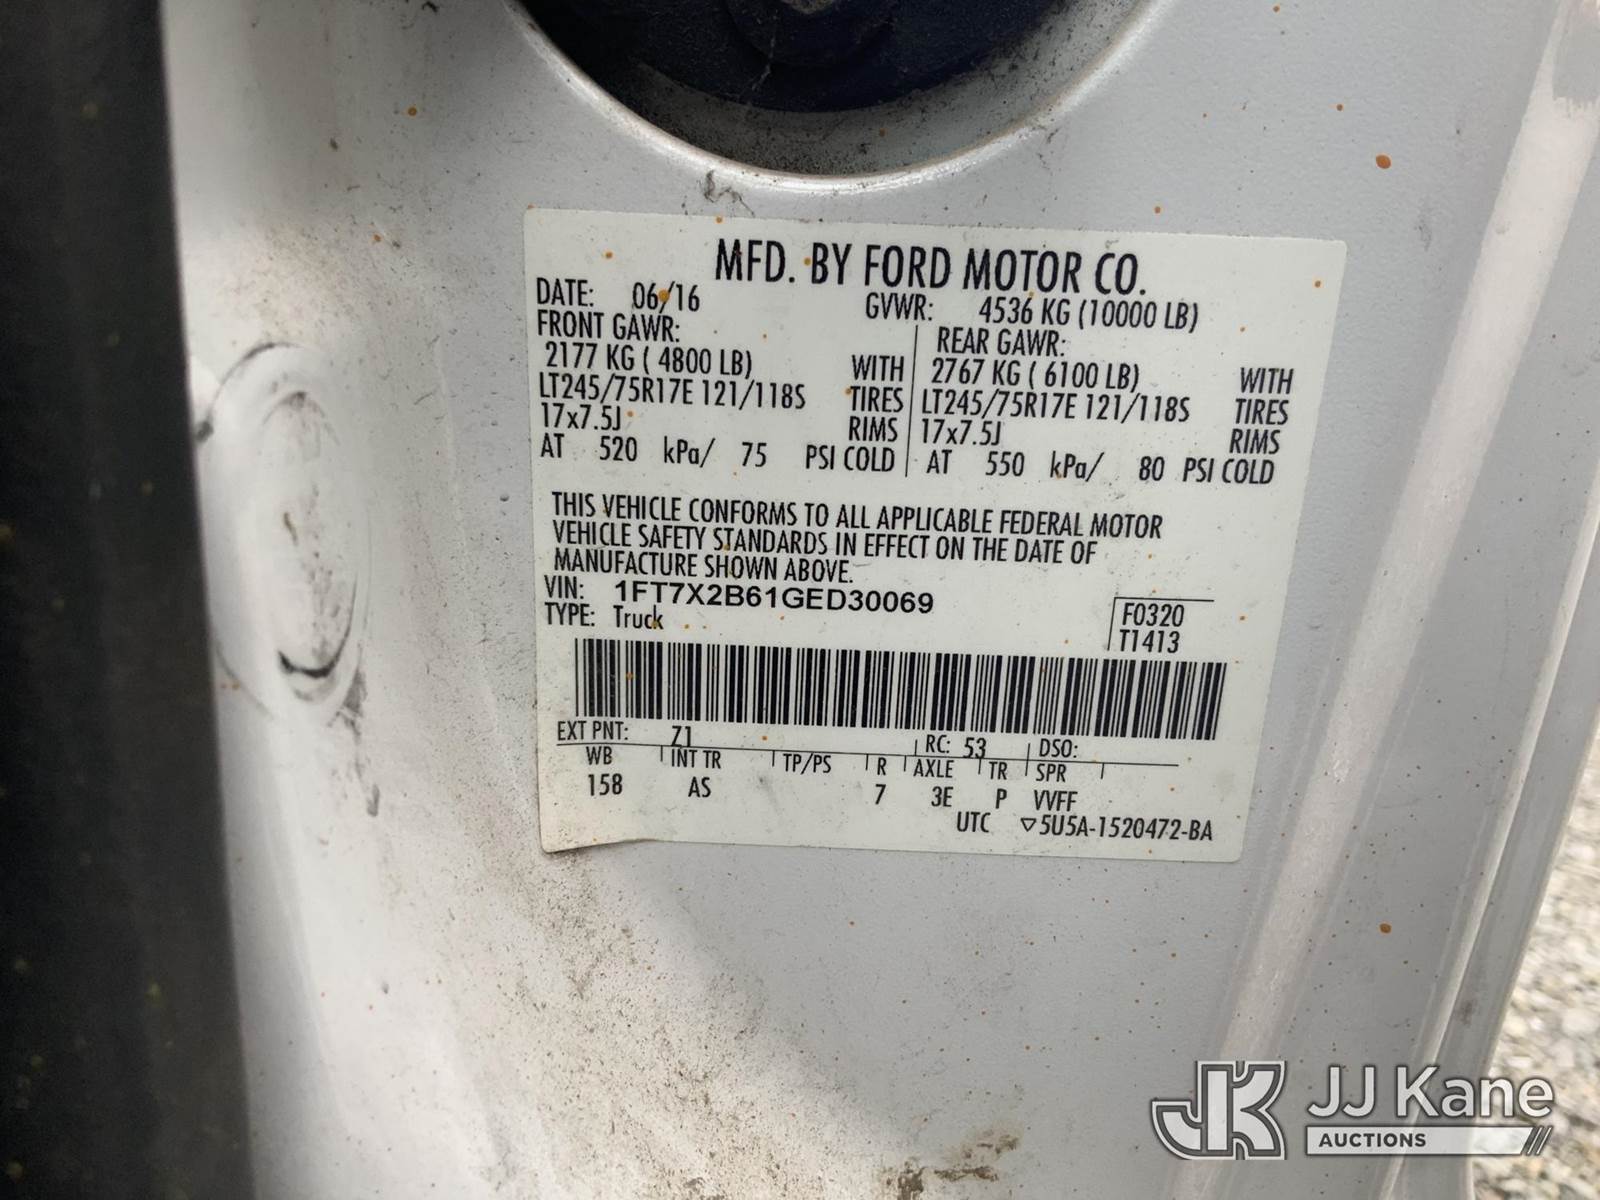 MFD. BY FORD MOTOR CO.
DATE: 06/16 GVWR: 4536 KG (10000 LB)
FRONT GAWR: REAR GAWR:
2177 KG ( 4800 LB) WITH 2767 KG ( 6100 LB) WITH
LT245/75R17E 121/118S TIRES LT245/75R17E 121/118S TIRES
17x7.5J RIMS 17x7.5J RIMS
AT 520 kPa/ 75 PSI COLD AT 550 kPa/ 80 PSI COLD
THIS VEHICLE CONFORMS TO ALL APPLICABLE FEDERAL MOTOR
VEHICLE SAFETY STANDARDS IN EFFECT ON THE DATE OF
MANUFACTURE SHOWN ABOVE.
VIN: 1FT7X2B61GED30069
TYPE: Truck
F0320
T1413
EXT PNT: Z1 RC: 53 DSO:
WB INT TR TP/PS R AXLE TR SPR
158 AS 7 3E P VVFF
UTC ▽5U5A-1520472-BA
JK JJ Kane
AUCTIONS